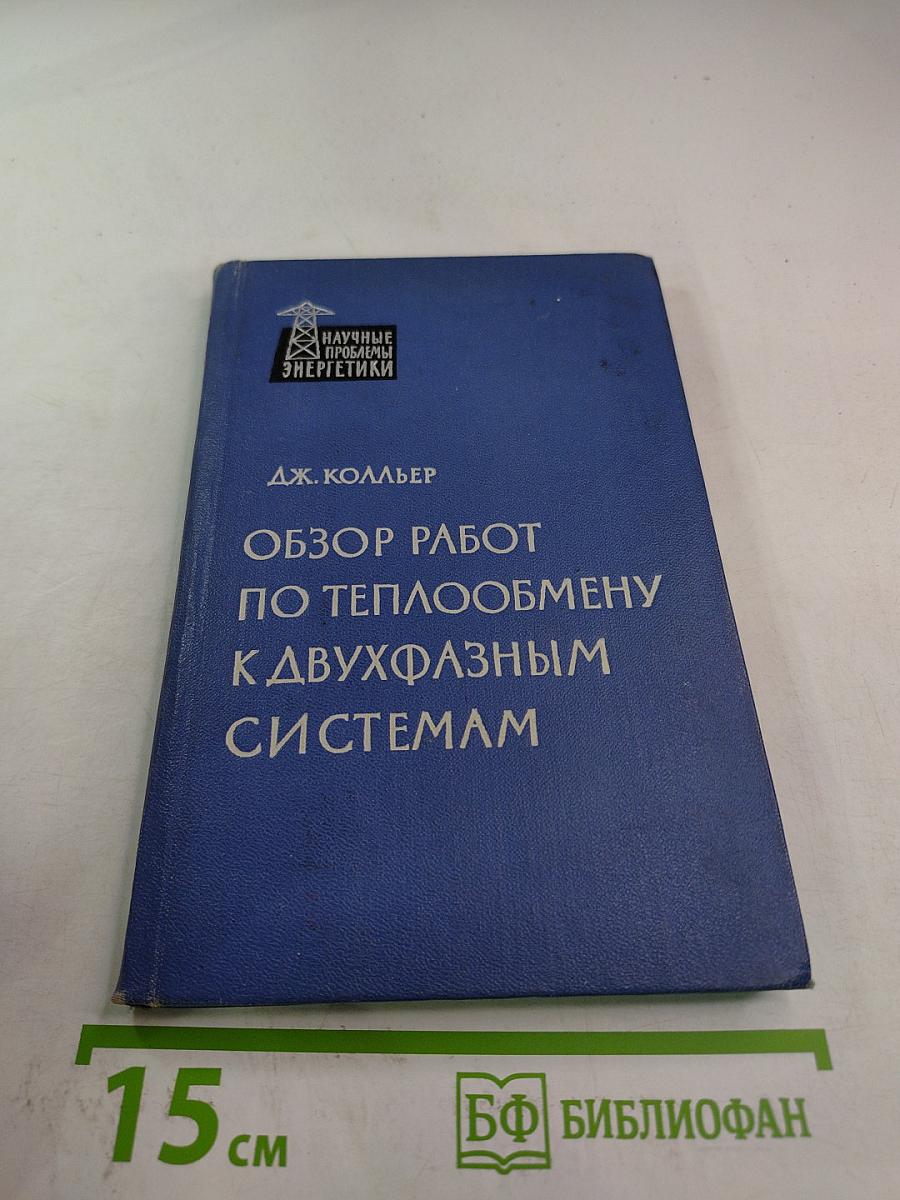 НАУЧНЫЕ
ПРОБЛЕМЫ
ЭНЕРГЕТИКИ
ДЖ. КОЛЛЬЕР
ОБЗОР РАБОТ
ПО ТЕПЛООБМЕНУ
К ДВУХФАЗНЫМ
СИСТЕМАМ
15 см
БФ БИБЛИОФАН